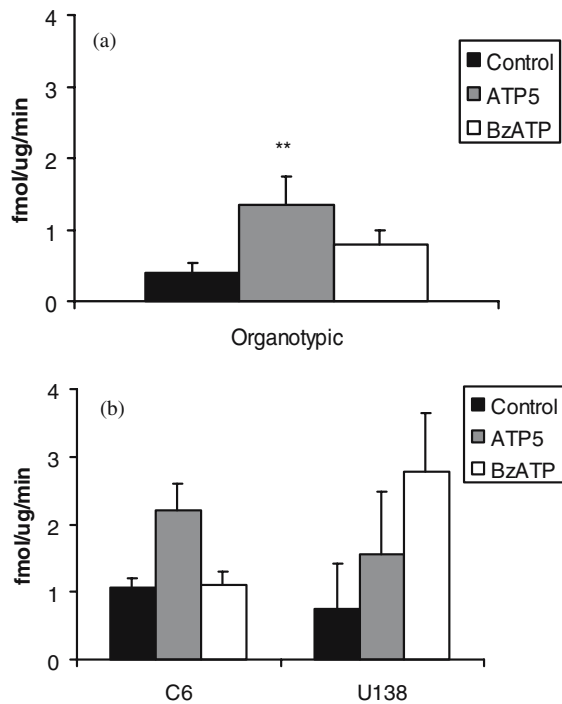 (a)
4
3
2
1
0
fmol/ug/min
**
Control
ATP5
BzATP
Organotypic
(b)
4
3
2
1
0
fmol/ug/min
Control
ATP5
BzATP
C6
U138